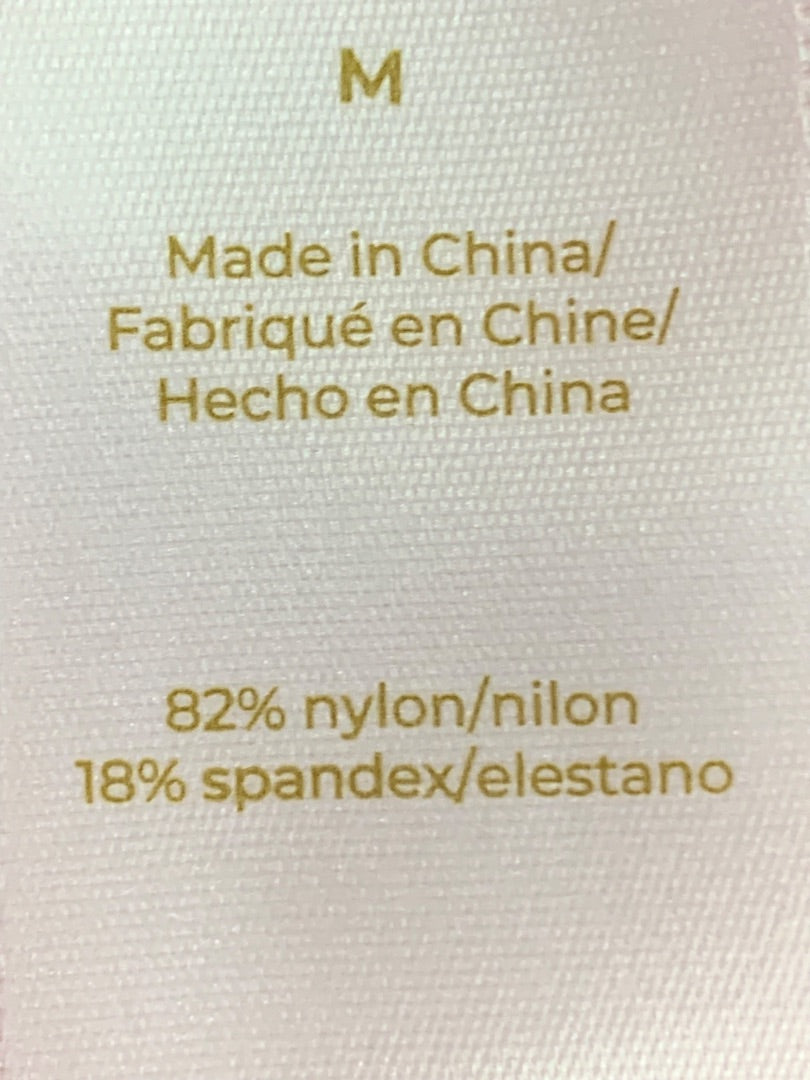 M
Made in China/
Fabriqué en Chine/
Hecho en China
82% nylon/nilon
18% spandex/elestano